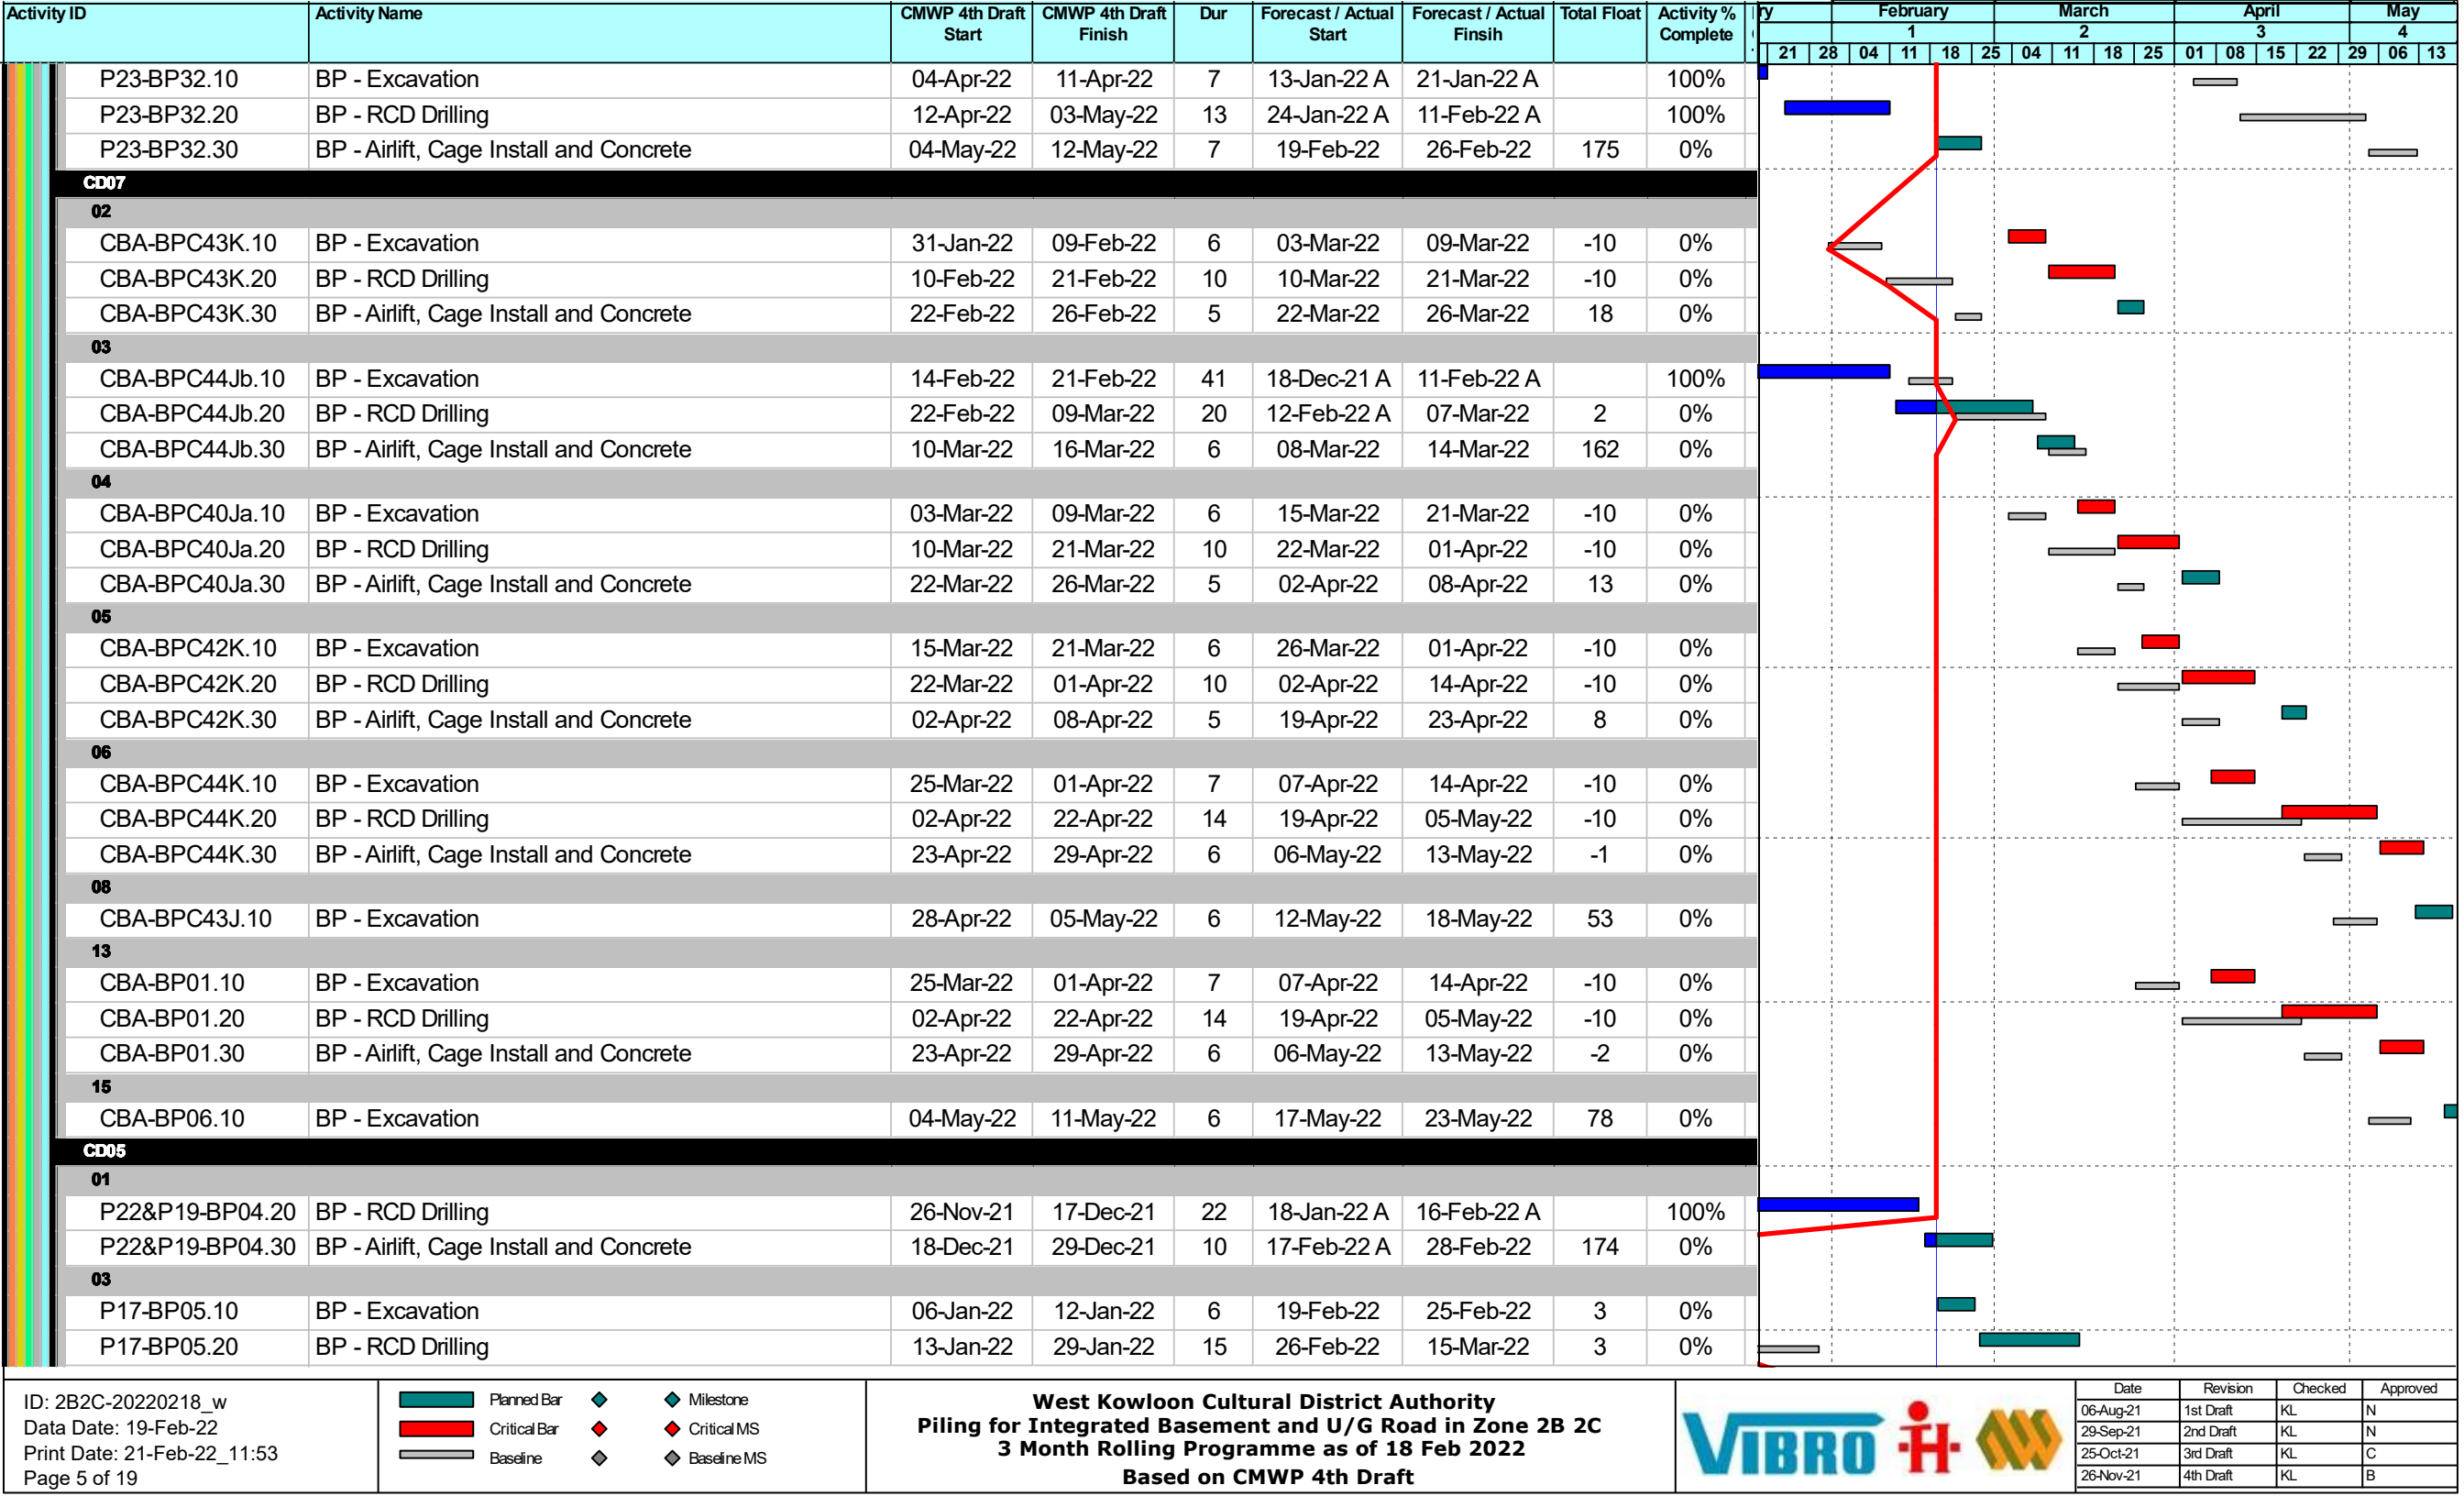 Activity ID Activity Name CMWP 4th Draft Start CMWP 4th Draft Finish Dur Forecast / Actual Start Forecast / Actual Finsih Total Float Activity % Complete ry February March April May
1 2 3 4
21 28 04 11 18 25 04 11 18 25 01 08 15 22 29 06 13
P23-BP32.10 BP - Excavation 04-Apr-22 11-Apr-22 7 13-Jan-22 A 21-Jan-22 A 100%
P23-BP32.20 BP - RCD Drilling 12-Apr-22 03-May-22 13 24-Jan-22 A 11-Feb-22 A 100%
P23-BP32.30 BP - Airlift, Cage Install and Concrete 04-May-22 12-May-22 7 19-Feb-22 26-Feb-22 175 0%
CD07
02
CBA-BPC43K.10 BP - Excavation 31-Jan-22 09-Feb-22 6 03-Mar-22 09-Mar-22 -10 0%
CBA-BPC43K.20 BP - RCD Drilling 10-Feb-22 21-Feb-22 10 10-Mar-22 21-Mar-22 -10 0%
CBA-BPC43K.30 BP - Airlift, Cage Install and Concrete 22-Feb-22 26-Feb-22 5 22-Mar-22 26-Mar-22 18 0%
03
CBA-BPC44Jb.10 BP - Excavation 14-Feb-22 21-Feb-22 41 18-Dec-21 A 11-Feb-22 A 100%
CBA-BPC44Jb.20 BP - RCD Drilling 22-Feb-22 09-Mar-22 20 12-Feb-22 A 07-Mar-22 2 0%
CBA-BPC44Jb.30 BP - Airlift, Cage Install and Concrete 10-Mar-22 16-Mar-22 6 08-Mar-22 14-Mar-22 162 0%
04
CBA-BPC40Ja.10 BP - Excavation 03-Mar-22 09-Mar-22 6 15-Mar-22 21-Mar-22 -10 0%
CBA-BPC40Ja.20 BP - RCD Drilling 10-Mar-22 21-Mar-22 10 22-Mar-22 01-Apr-22 -10 0%
CBA-BPC40Ja.30 BP - Airlift, Cage Install and Concrete 22-Mar-22 26-Mar-22 5 02-Apr-22 08-Apr-22 13 0%
05
CBA-BPC42K.10 BP - Excavation 15-Mar-22 21-Mar-22 6 26-Mar-22 01-Apr-22 -10 0%
CBA-BPC42K.20 BP - RCD Drilling 22-Mar-22 01-Apr-22 10 02-Apr-22 14-Apr-22 -10 0%
CBA-BPC42K.30 BP - Airlift, Cage Install and Concrete 02-Apr-22 08-Apr-22 5 19-Apr-22 23-Apr-22 8 0%
06
CBA-BPC44K.10 BP - Excavation 25-Mar-22 01-Apr-22 7 07-Apr-22 14-Apr-22 -10 0%
CBA-BPC44K.20 BP - RCD Drilling 02-Apr-22 22-Apr-22 14 19-Apr-22 05-May-22 -10 0%
CBA-BPC44K.30 BP - Airlift, Cage Install and Concrete 23-Apr-22 29-Apr-22 6 06-May-22 13-May-22 -1 0%
08
CBA-BPC43J.10 BP - Excavation 28-Apr-22 05-May-22 6 12-May-22 18-May-22 53 0%
13
CBA-BP01.10 BP - Excavation 25-Mar-22 01-Apr-22 7 07-Apr-22 14-Apr-22 -10 0%
CBA-BP01.20 BP - RCD Drilling 02-Apr-22 22-Apr-22 14 19-Apr-22 05-May-22 -10 0%
CBA-BP01.30 BP - Airlift, Cage Install and Concrete 23-Apr-22 29-Apr-22 6 06-May-22 13-May-22 -2 0%
15
CBA-BP06.10 BP - Excavation 04-May-22 11-May-22 6 17-May-22 23-May-22 78 0%
CD05
01
P22&P19-BP04.20 BP - RCD Drilling 26-Nov-21 17-Dec-21 22 18-Jan-22 A 16-Feb-22 A 100%
P22&P19-BP04.30 BP - Airlift, Cage Install and Concrete 18-Dec-21 29-Dec-21 10 17-Feb-22 A 28-Feb-22 174 0%
03
P17-BP05.10 BP - Excavation 06-Jan-22 12-Jan-22 6 19-Feb-22 25-Feb-22 3 0%
P17-BP05.20 BP - RCD Drilling 13-Jan-22 29-Jan-22 15 26-Feb-22 15-Mar-22 3 0%
ID: 2B2C-20220218_w
Data Date: 19-Feb-22
Print Date: 21-Feb-22_11:53
Page 5 of 19
Planned Bar Milestone
Critical Bar Critical MS
Baseline Baseline MS
West Kowloon Cultural District Authority
Piling for Integrated Basement and U/G Road in Zone 2B 2C
3 Month Rolling Programme as of 18 Feb 2022
Based on CMWP 4th Draft
VIBRO
H
Date Revision Checked Approved
06-Aug-21 1st Draft KL N
29-Sep-21 2nd Draft KL N
25-Oct-21 3rd Draft KL C
26-Nov-21 4th Draft KL B